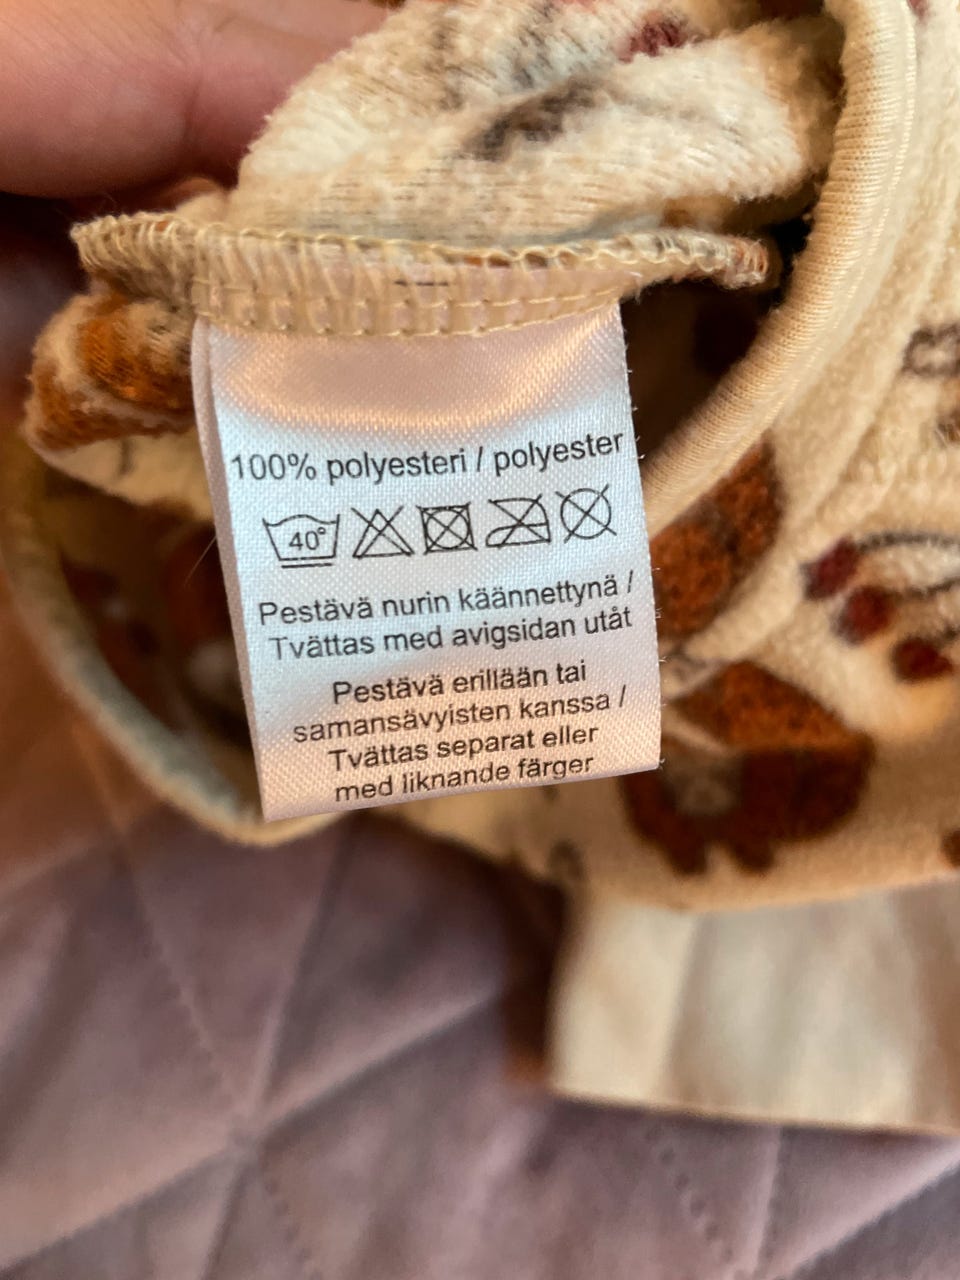 100% polyesteri / polyester
40°
Pestävä nurin käännettynä /
Tvättas med avigsidan utåt
Pestävä erillään tai
samansävyisten kanssa /
Tvättas separat eller
med liknande färger